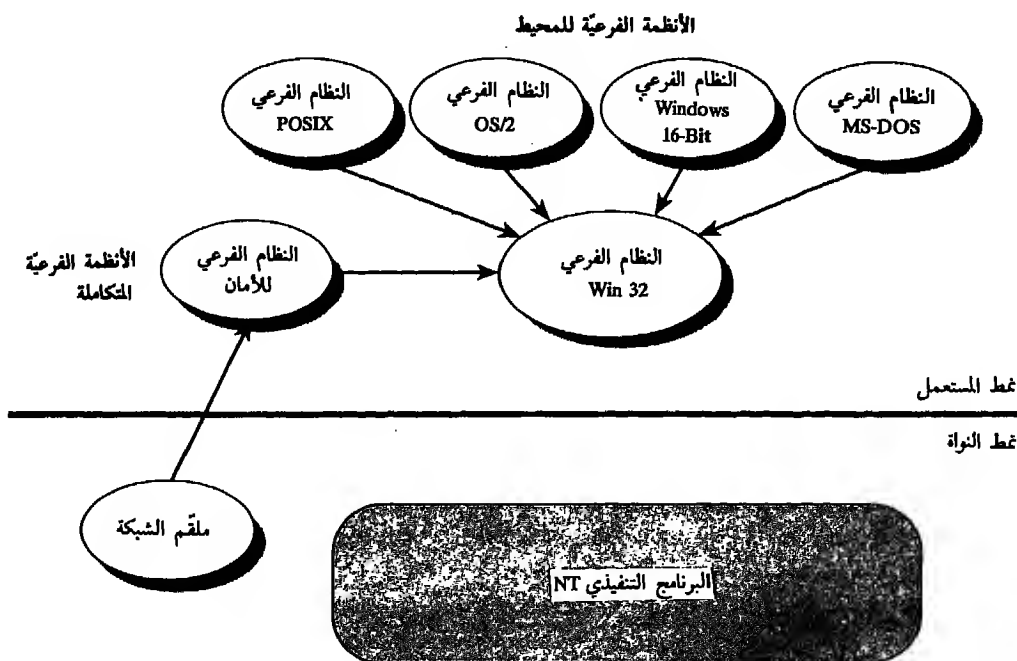 الأنظمة الفرعيّة للمحيط
النظام الفرعي
MS-DOS
النظام الفرعي
Windows
16-Bit
النظام الفرعي
OS/2
النظام الفرعي
POSIX
النظام الفرعي
Win 32
النظام الفرعي
للأمان
الأنظمة الفرعيّة
المتكاملة
نمط المستعمل
نمط النواة
ملقّم الشبكة
البرنامج التنفيذي NT